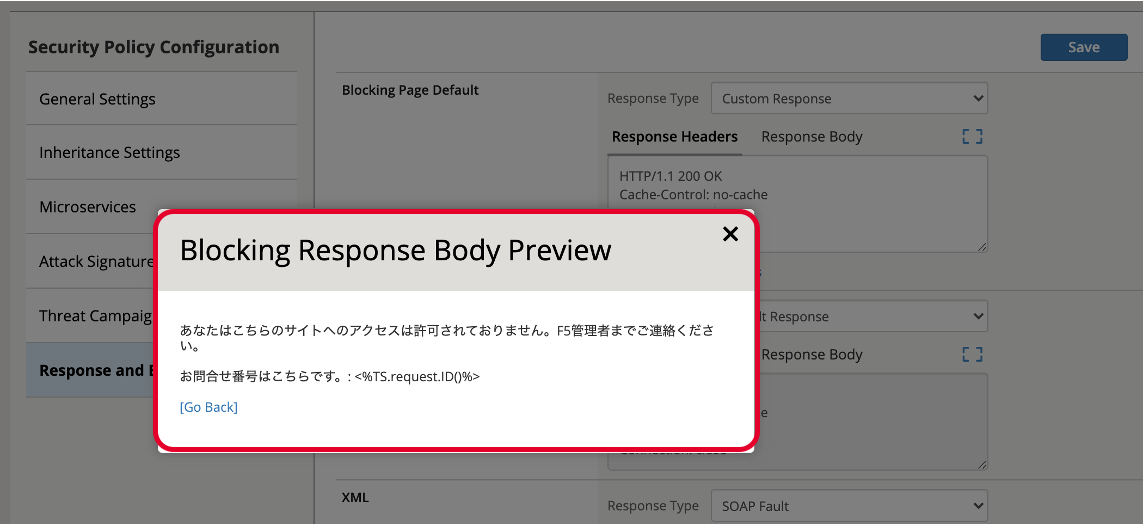 Security Policy Configuration
Save
General Settings
Inheritance Settings
Microservices
Attack Signature
Threat Campaig
Response and
Blocking Page Default
Response Type
Custom Response
Response Headers
Response Body
HTTP/1.1 200 OK
Cache-Control: no-cache
Blocking Response Body Preview
あなたはこちらのサイトへのアクセスは許可されておりません。F5管理者までご連絡くださ
い。
お問合せ番号はこちらです。: <%TS.request.ID()%>
[Go Back]
lt Response
Response Body
XML
Response Type
SOAP Fault